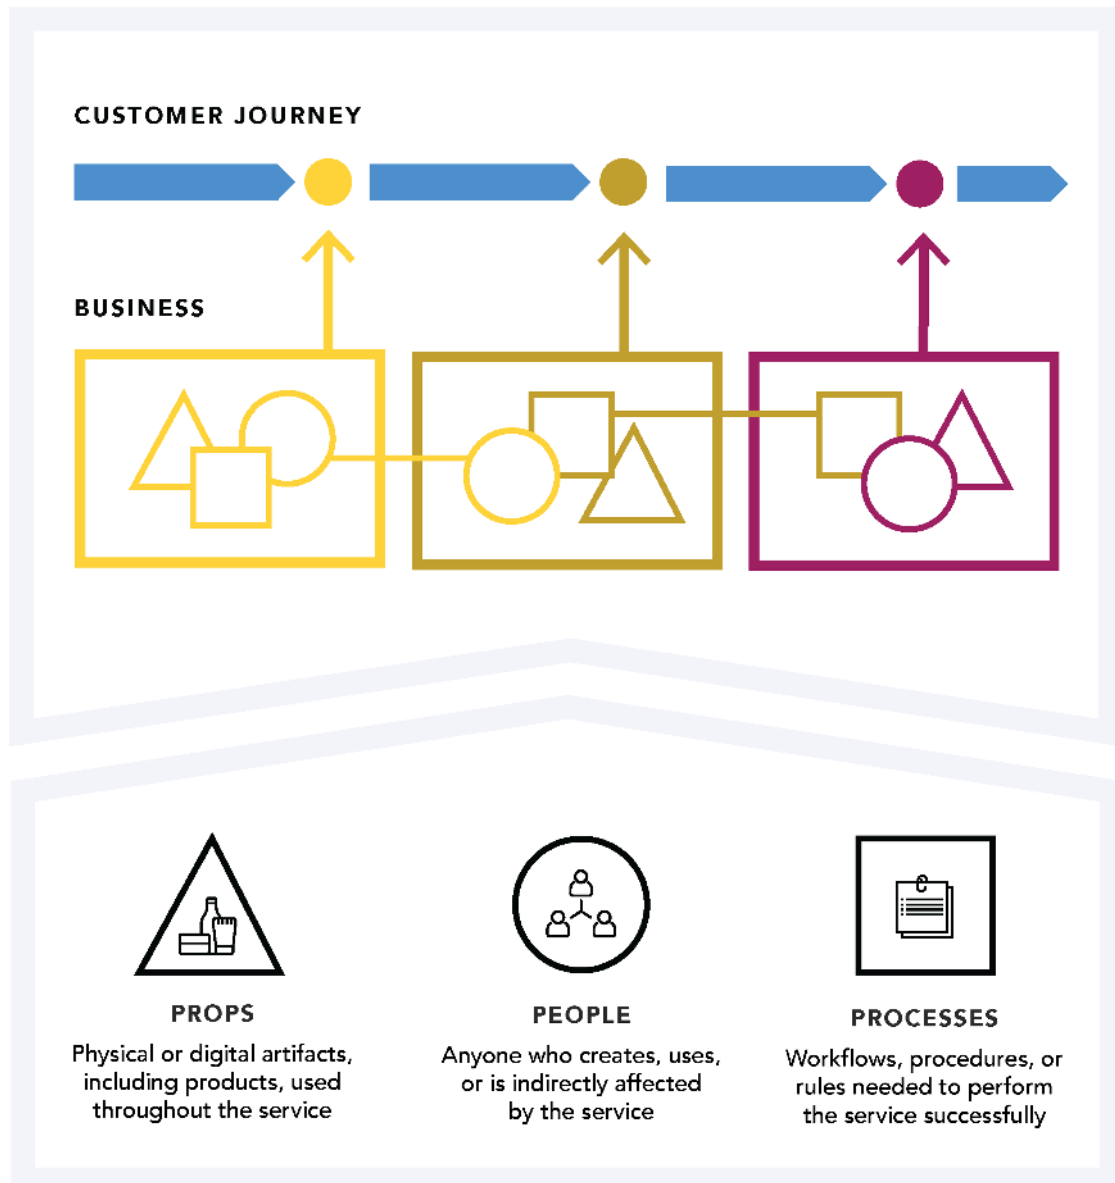 CUSTOMER JOURNEY
BUSINESS
PROPS
Physical or digital artifacts,
including products, used
throughout the service
PEOPLE
Anyone who creates, uses,
or is indirectly affected
by the service
PROCESSES
Workflows, procedures, or
rules needed to perform
the service successfully